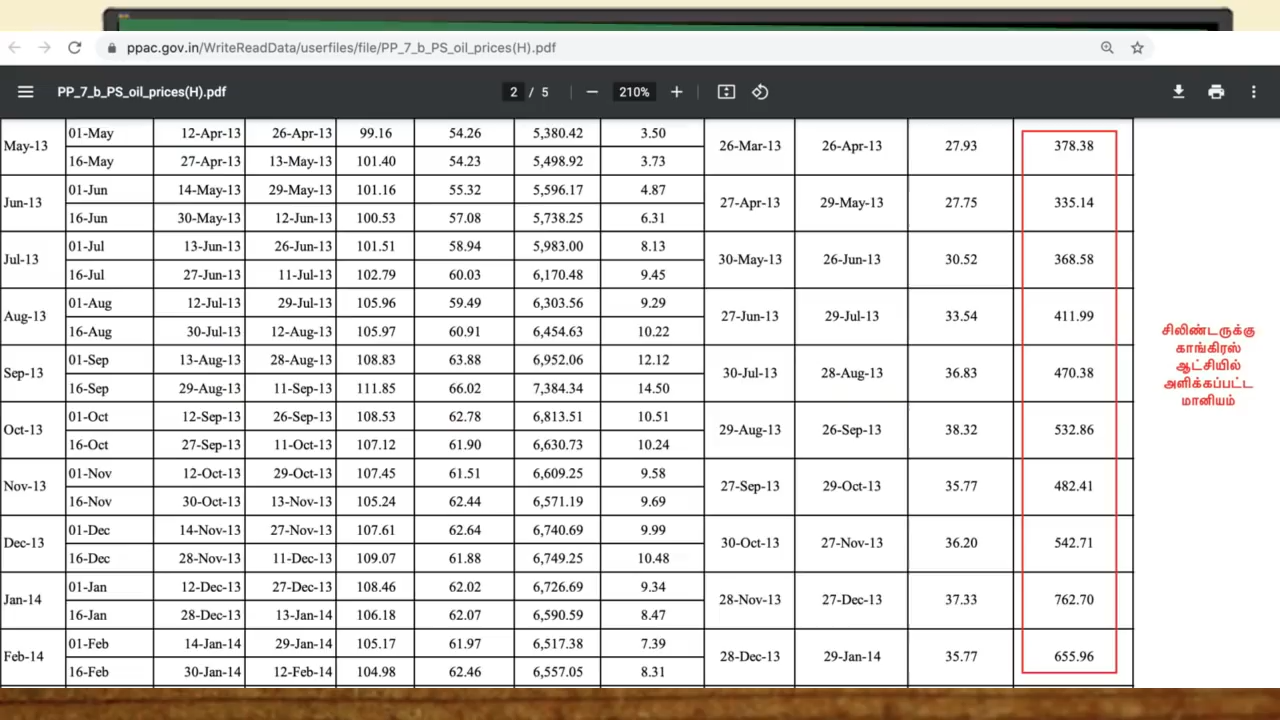 ppac.gov.in/WriteReadData/userfiles/file/PP_7_b_PS_oil_prices(H).pdf
PP_7_b_PS_oil_prices(H).pdf 2 / 5 210%
May-13 01-May 12-Apr-13 26-Apr-13 99.16 54.26 5,380.42 3.50 26-Mar-13 26-Apr-13 27.93 378.38
16-May 27-Apr-13 13-May-13 101.40 54.23 5,498.92 3.73
Jun-13 01-Jun 14-May-13 29-May-13 101.16 55.32 5,596.17 4.87 27-Apr-13 29-May-13 27.75 335.14
16-Jun 30-May-13 12-Jun-13 100.53 57.08 5,738.25 6.31
Jul-13 01-Jul 13-Jun-13 26-Jun-13 101.51 58.94 5,983.00 8.13 30-May-13 26-Jun-13 30.52 368.58
16-Jul 27-Jun-13 11-Jul-13 102.79 60.03 6,170.48 9.45
Aug-13 01-Aug 12-Jul-13 29-Jul-13 105.96 59.49 6,303.56 9.29 27-Jun-13 29-Jul-13 33.54 411.99
16-Aug 30-Jul-13 12-Aug-13 105.97 60.91 6,454.63 10.22
Sep-13 01-Sep 13-Aug-13 28-Aug-13 108.83 63.88 6,952.06 12.12 30-Jul-13 28-Aug-13 36.83 470.38
16-Sep 29-Aug-13 11-Sep-13 111.85 66.02 7,384.34 14.50
Oct-13 01-Oct 12-Sep-13 26-Sep-13 108.53 62.78 6,813.51 10.51 29-Aug-13 26-Sep-13 38.32 532.86
16-Oct 27-Sep-13 11-Oct-13 107.12 61.90 6,630.73 10.24
Nov-13 01-Nov 12-Oct-13 29-Oct-13 107.45 61.51 6,609.25 9.58 27-Sep-13 29-Oct-13 35.77 482.41
16-Nov 30-Oct-13 13-Nov-13 105.24 62.44 6,571.19 9.69
Dec-13 01-Dec 14-Nov-13 27-Nov-13 107.61 62.64 6,740.69 9.99 30-Oct-13 27-Nov-13 36.20 542.71
16-Dec 28-Nov-13 11-Dec-13 109.07 61.88 6,749.25 10.48
Jan-14 01-Jan 12-Dec-13 27-Dec-13 108.46 62.02 6,726.69 9.34 28-Nov-13 27-Dec-13 37.33 762.70
16-Jan 28-Dec-13 13-Jan-14 106.18 62.07 6,590.59 8.47
Feb-14 01-Feb 14-Jan-14 29-Jan-14 105.17 61.97 6,517.38 7.39 28-Dec-13 29-Jan-14 35.77 655.96
16-Feb 30-Jan-14 12-Feb-14 104.98 62.46 6,557.05 8.31
சிலிண்டருக்கு
காங்கிரஸ்
ஆட்சியில்
அளிக்கப்பட்ட
மானியம்